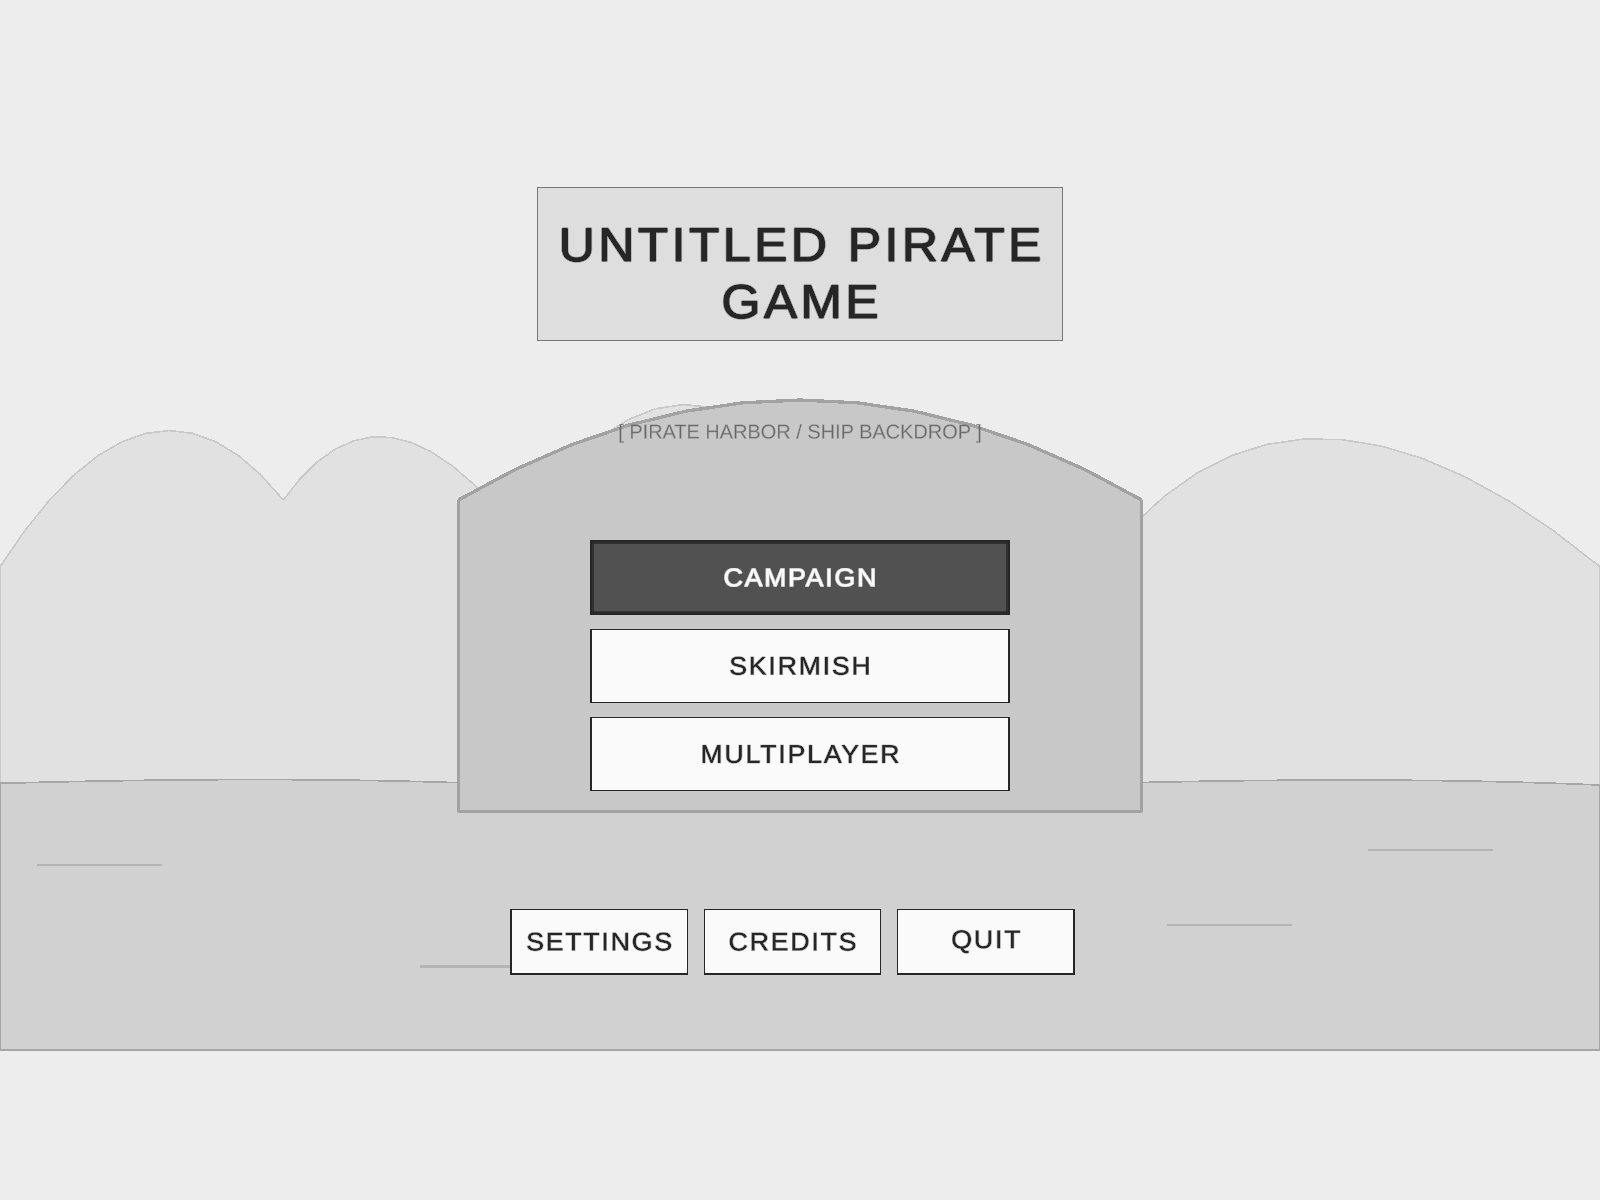 UNTITLED PIRATE
GAME
[ PIRATE HARBOR / SHIP BACKDROP ]
CAMPAIGN
SKIRMISH
MULTIPLAYER
SETTINGS
CREDITS
QUIT